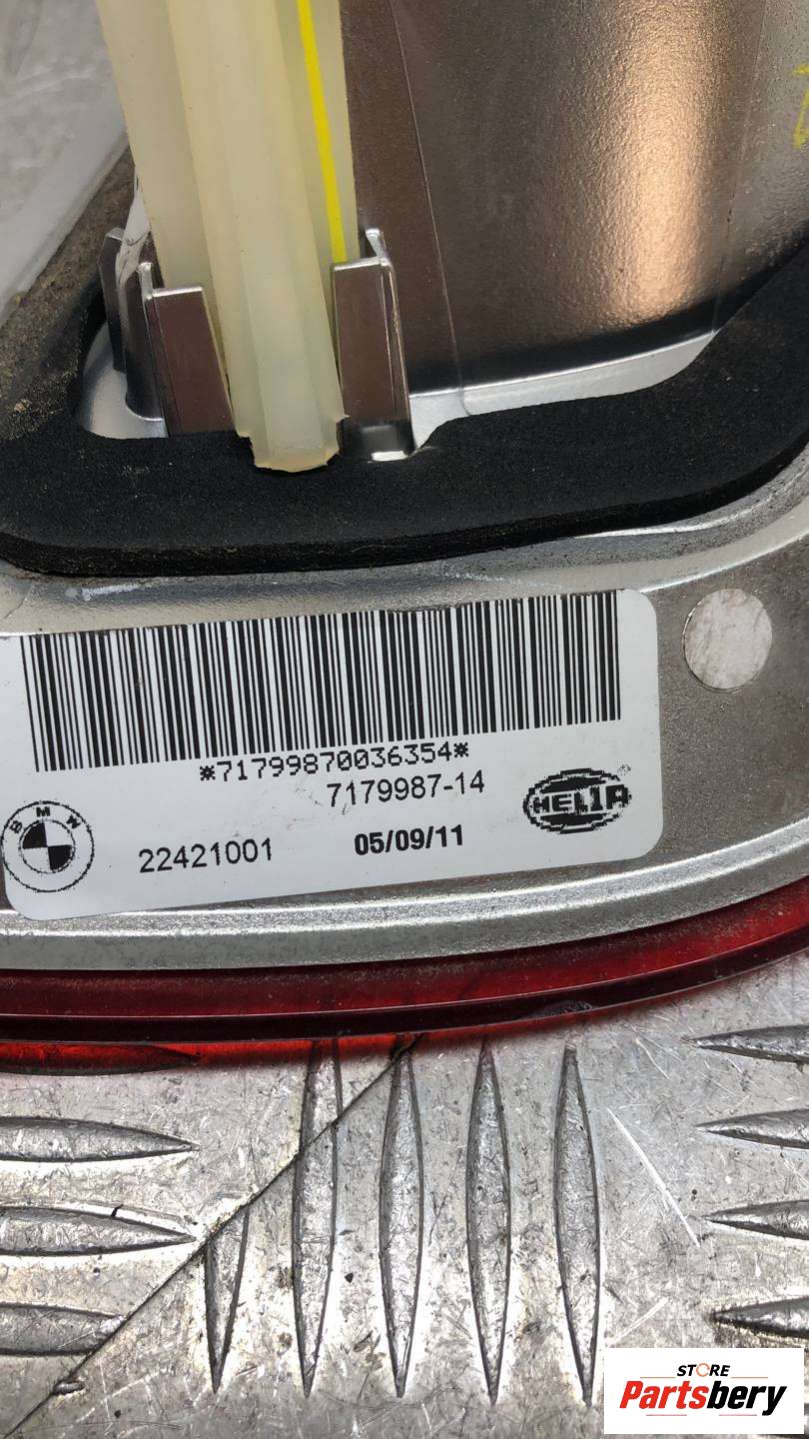 *71799870036354*
7179987-14
HELLA
BMW
22421001
05/09/11
STORE
Partsbery